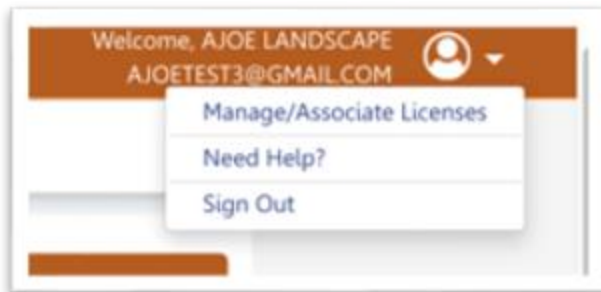 Welcome, AJOE LANDSCAPE
AJOETEST3@GMAIL.COM
Manage/Associate Licenses
Need Help?
Sign Out